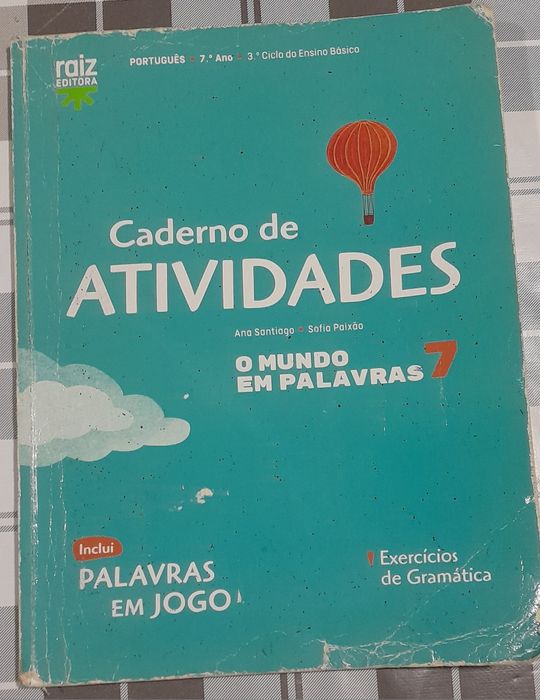 raiz
EDITORA
PORTUGUÊS • 7.º Ano • 3.º Ciclo do Ensino Básico
Caderno de
ATIVIDADES
Ana Santiago • Sofia Paixão
O MUNDO
EM PALAVRAS 7
Inclui
PALAVRAS
EM JOGO
! Exercícios
de Gramática